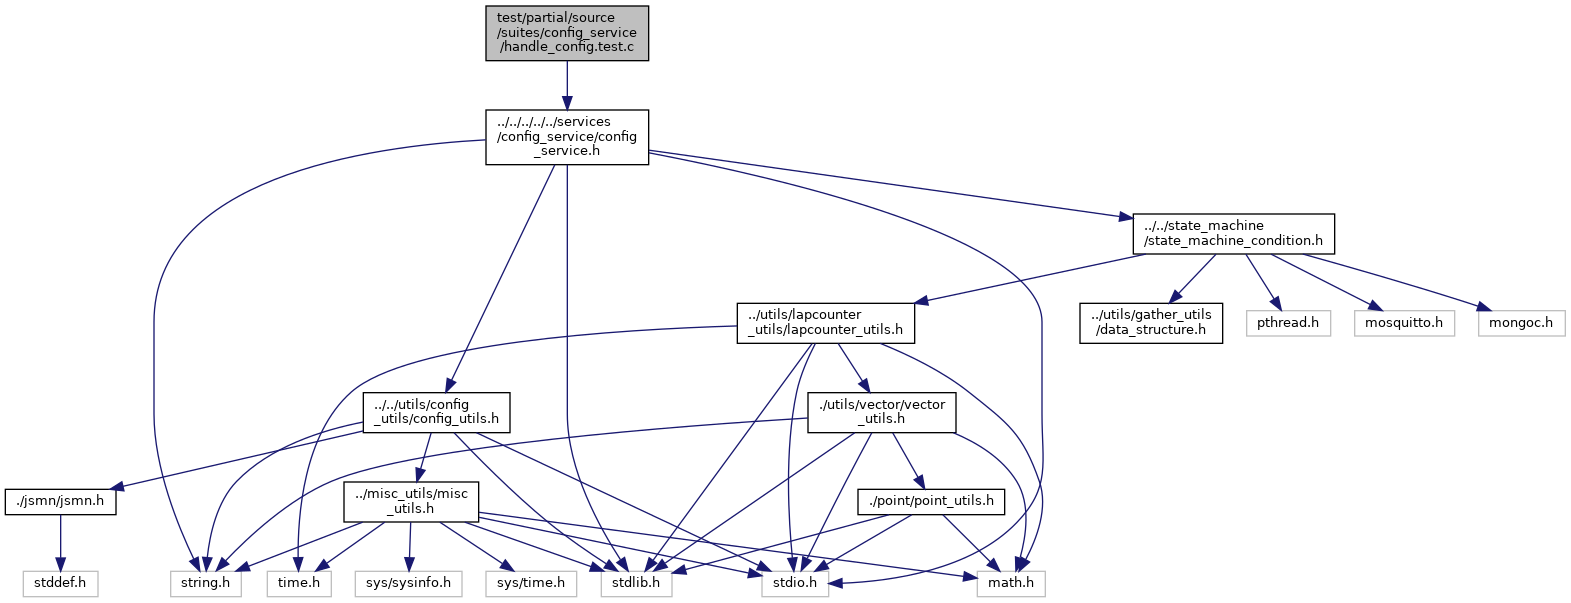 test/partial/source
/suites/config_service
/handle_config.test.c
../../../../../services
/config_service/config
_service.h
../../state_machine
/state_machine_condition.h
../utils/lapcounter
_utils/lapcounter_utils.h
../utils/gather_utils
/data_structure.h
pthread.h
mosquitto.h
mongoc.h
../../utils/config
_utils/config_utils.h
./utils/vector/vector
_utils.h
./jsmn/jsmn.h
../misc_utils/misc
_utils.h
./point/point_utils.h
stddef.h
string.h
time.h
sys/sysinfo.h
sys/time.h
stdlib.h
stdio.h
math.h